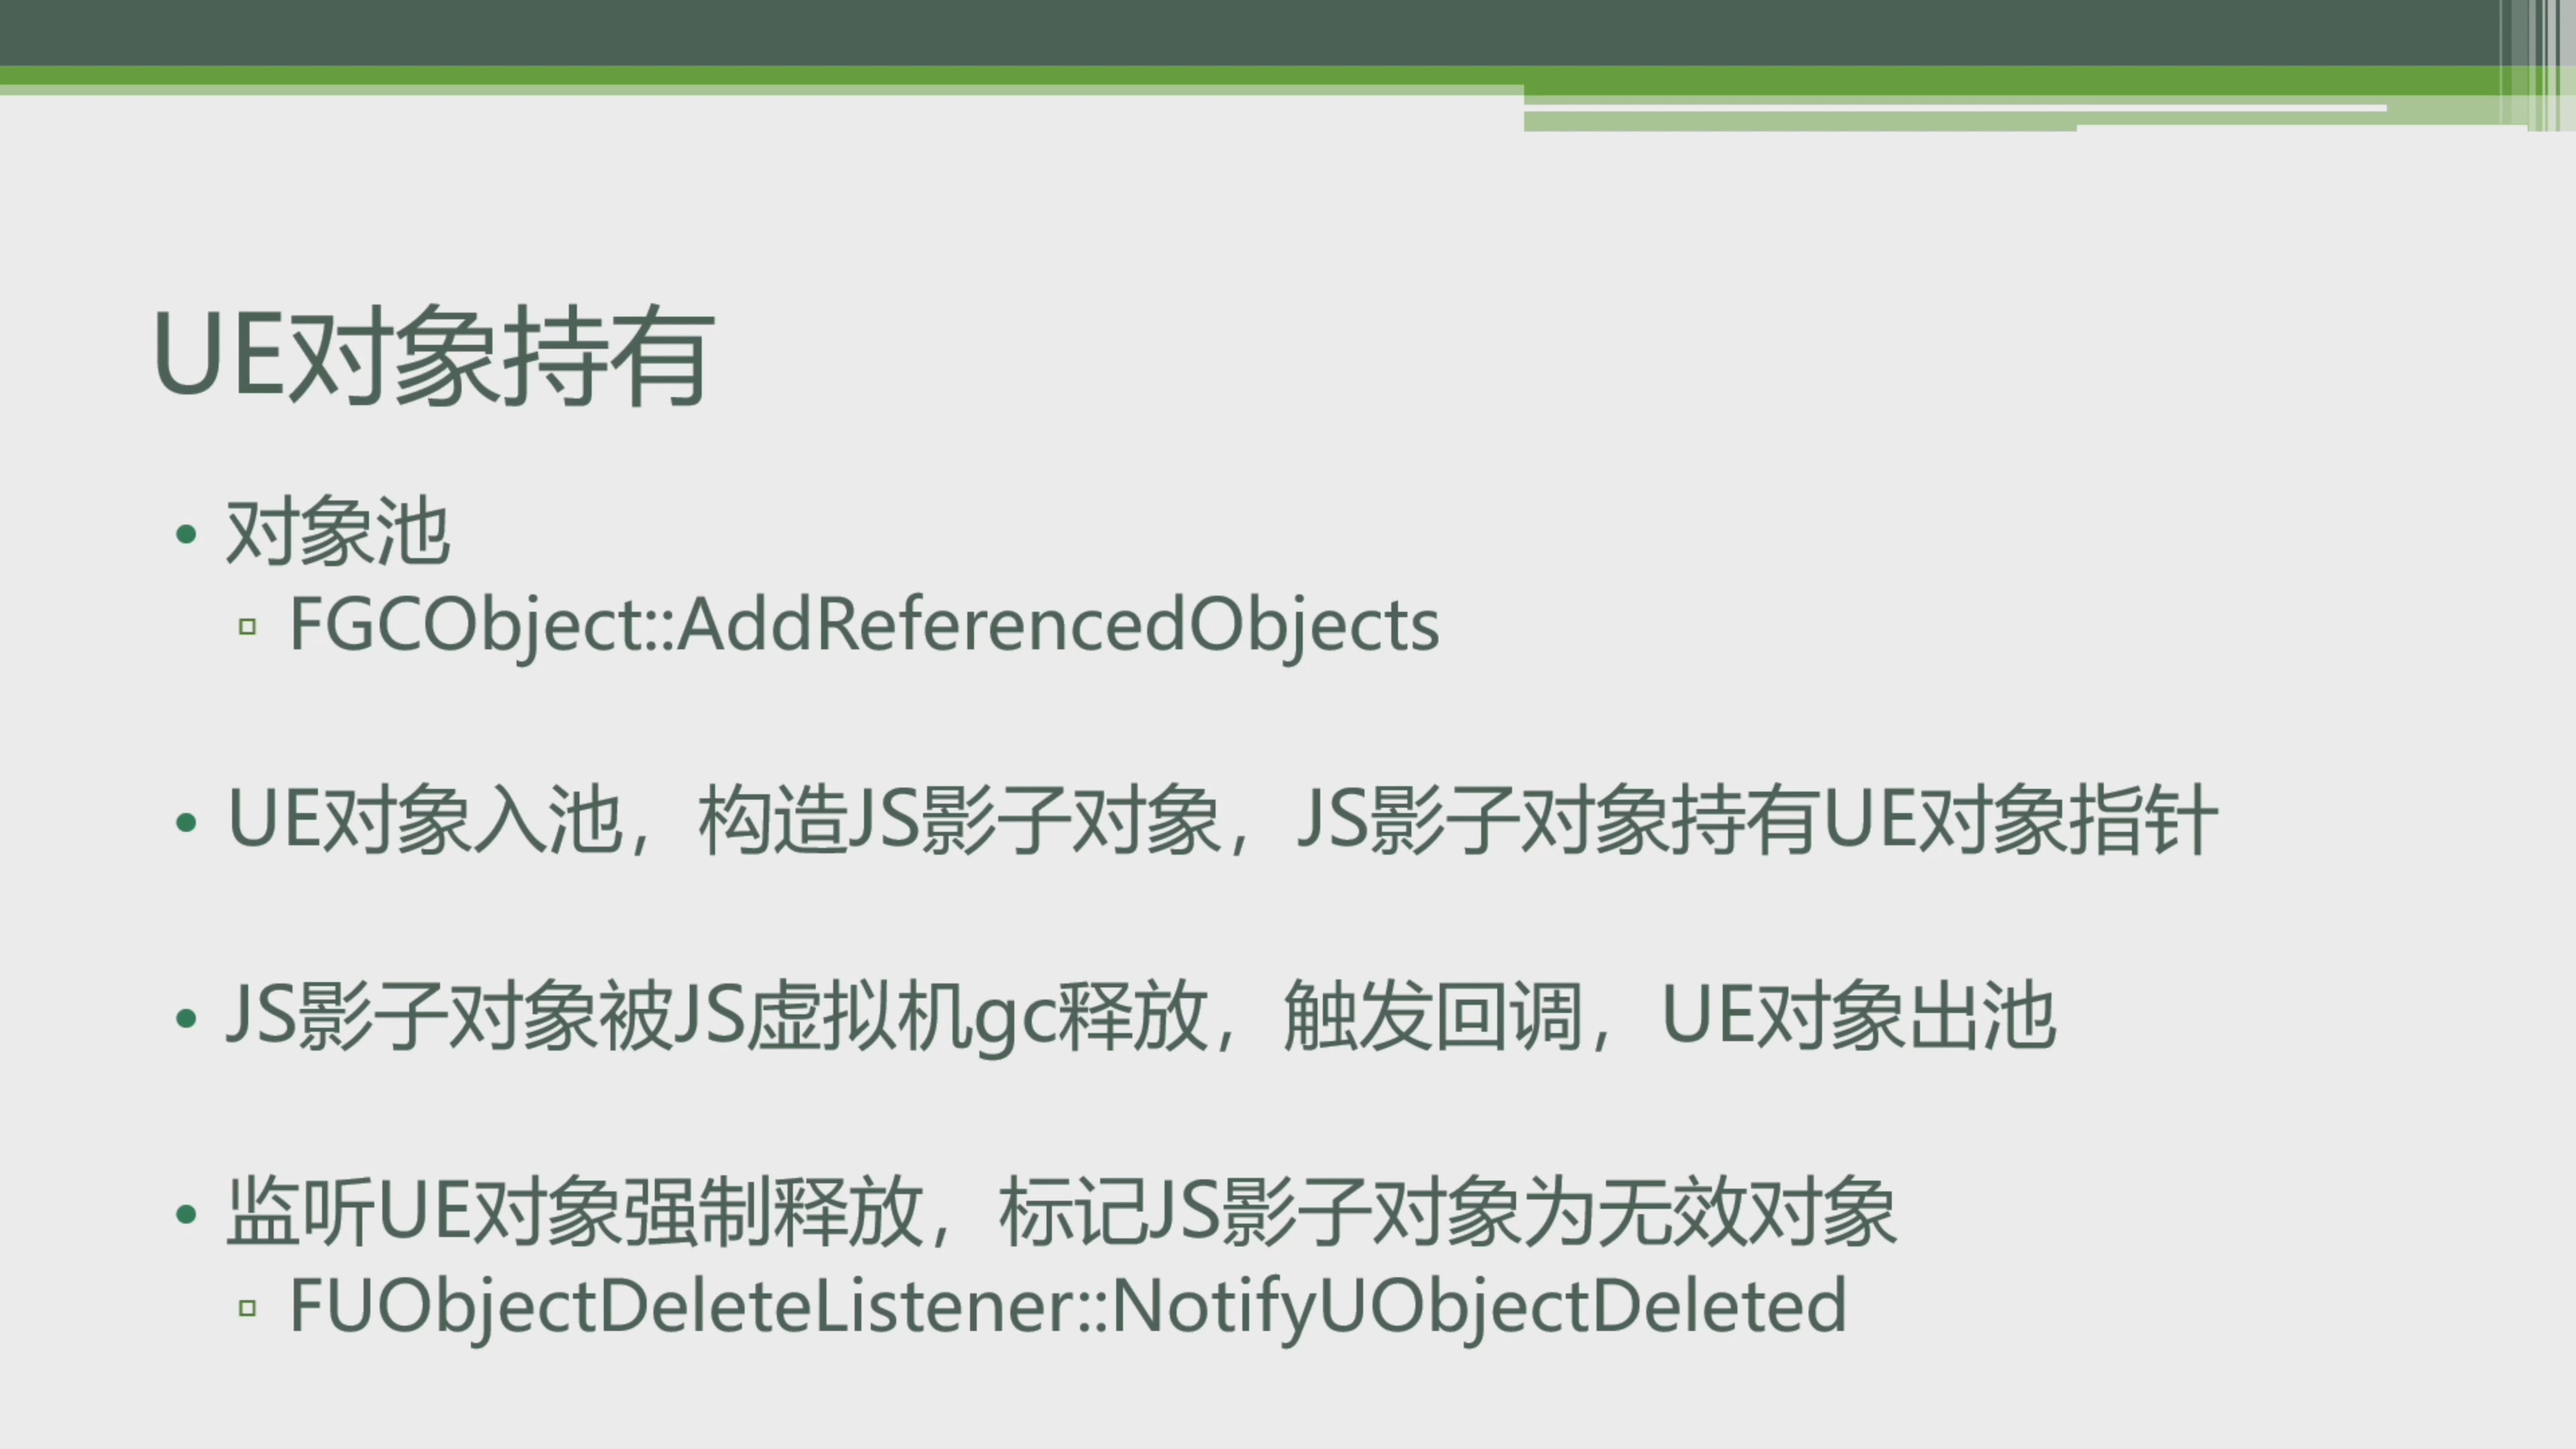 UE对象持有
对象池
FGCObject::AddReferencedObjects
UE对象入池，构造JS影子对象，JS影子对象持有UE对象指针
JS影子对象被JS虚拟机gc释放，触发回调，UE对象出池
监听UE对象强制释放，标记JS影子对象为无效对象
FUObjectDeleteListener::NotifyUObjectDeleted